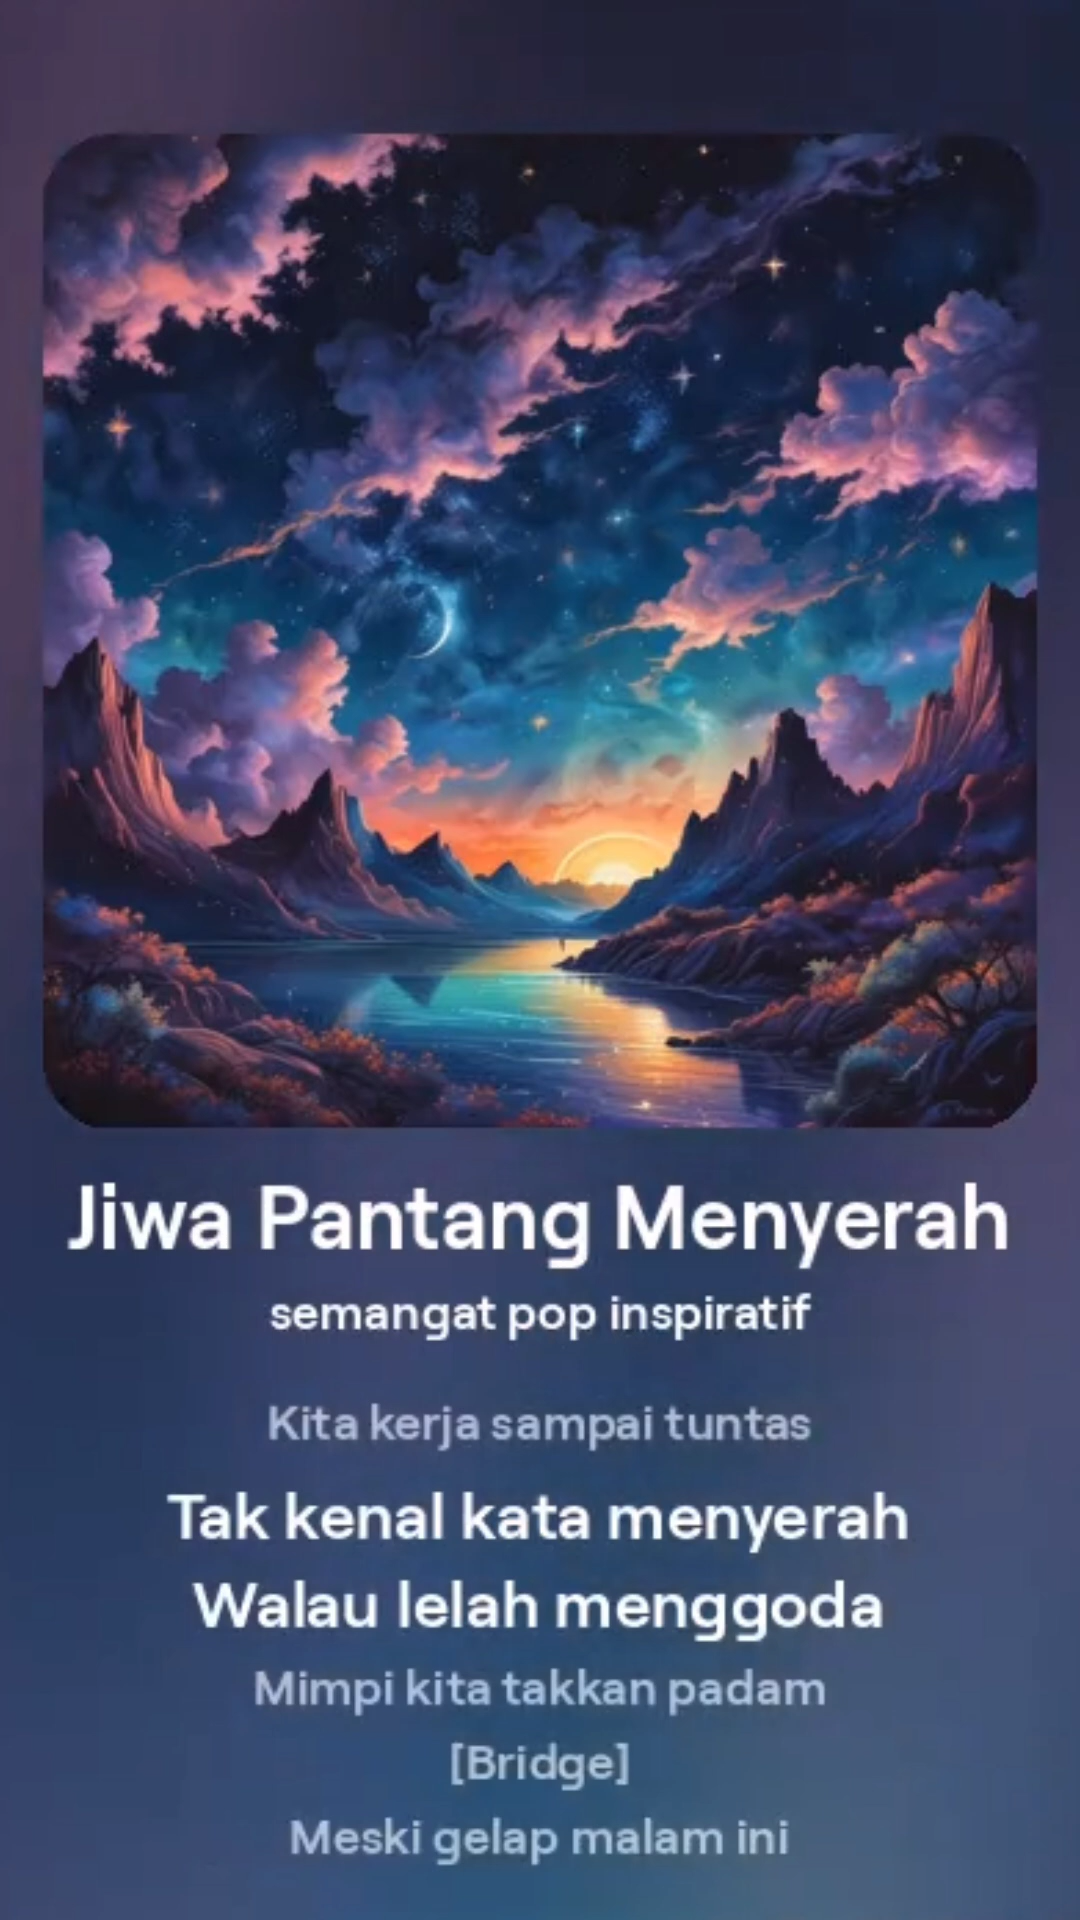 Jiwa Pantang Menyerah
semangat pop inspiratif
Kita kerja sampai tuntas
Tak kenal kata menyerah
Walau lelah menggoda
Mimpi kita takkan padam
[Bridge]
Meski gelap malam ini